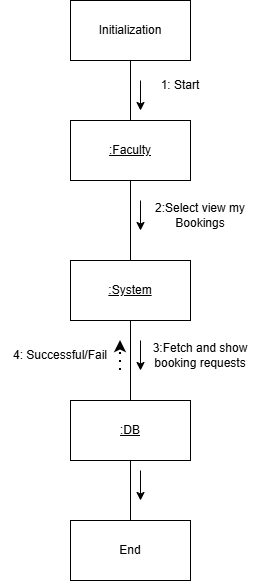 Initialization
1: Start
:Faculty
2:Select view my
Bookings
:System
4: Successful/Fail
3:Fetch and show
booking requests
:DB
End